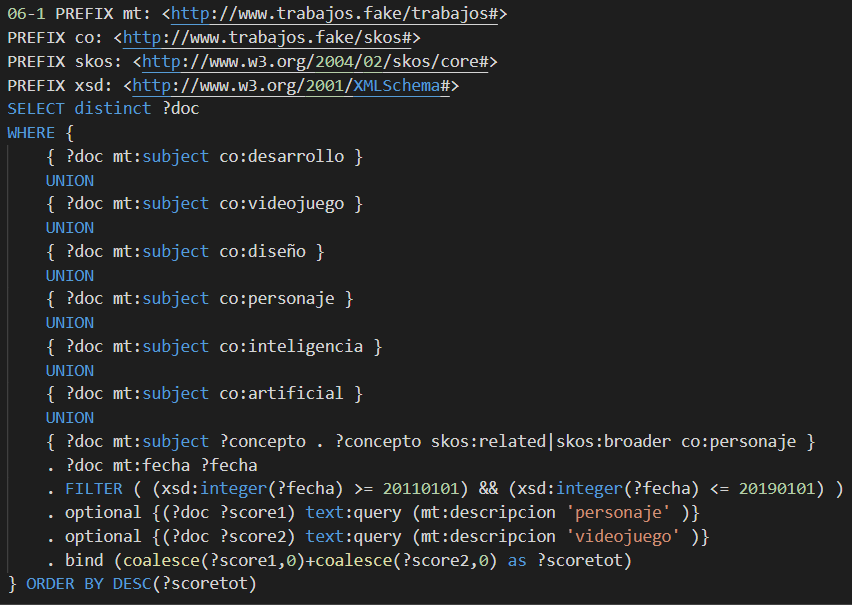 06-1 PREFIX mt: <http://www.trabajos.fake/trabajos#>
PREFIX co: <http://www.trabajos.fake/skos#>
PREFIX skos: <http://www.w3.org/2004/02/skos/core#>
PREFIX xsd: <http://www.w3.org/2001/XMLSchema#>
SELECT distinct ?doc
WHERE {
    { ?doc mt:subject co:desarrollo }
    UNION
    { ?doc mt:subject co:videojuego }
    UNION
    { ?doc mt:subject co:diseño }
    UNION
    { ?doc mt:subject co:personaje }
    UNION
    { ?doc mt:subject co:inteligencia }
    UNION
    { ?doc mt:subject co:artificial }
    UNION
    { ?doc mt:subject ?concepto . ?concepto skos:related|skos:broader co:personaje }
    . ?doc mt:fecha ?fecha
    . FILTER ( (xsd:integer(?fecha) >= 20110101) && (xsd:integer(?fecha) <= 20190101) )
    . optional {(?doc ?score1) text:query (mt:descripcion 'personaje' )}
    . optional {(?doc ?score2) text:query (mt:descripcion 'videojuego' )}
    . bind (coalesce(?score1,0)+coalesce(?score2,0) as ?scoretot)
} ORDER BY DESC(?scoretot)